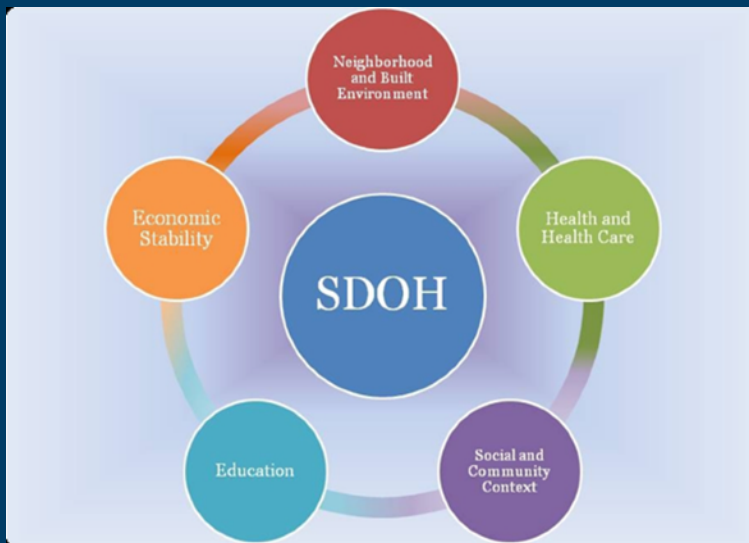 Neighborhood
and Built
Environment
Economic
Stability
Health and
Health Care
SDOH
Education
Social and
Community
Context